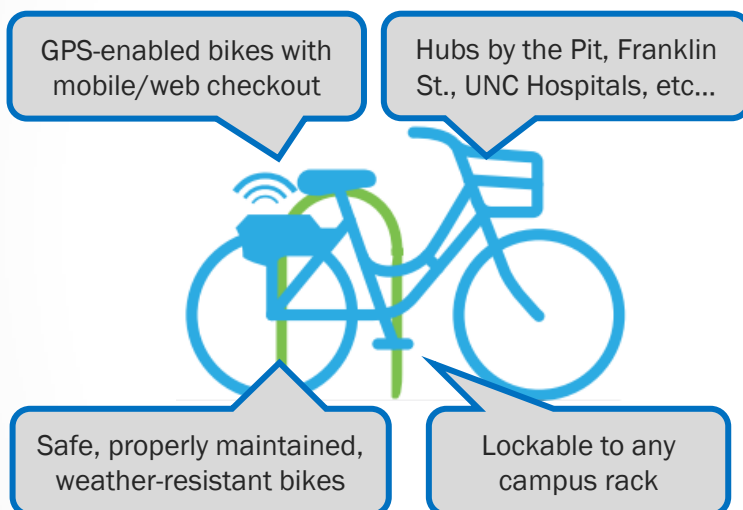 GPS-enabled bikes with
mobile/web checkout
Hubs by the Pit, Franklin
St., UNC Hospitals, etc...
Safe, properly maintained,
weather-resistant bikes
Lockable to any
campus rack